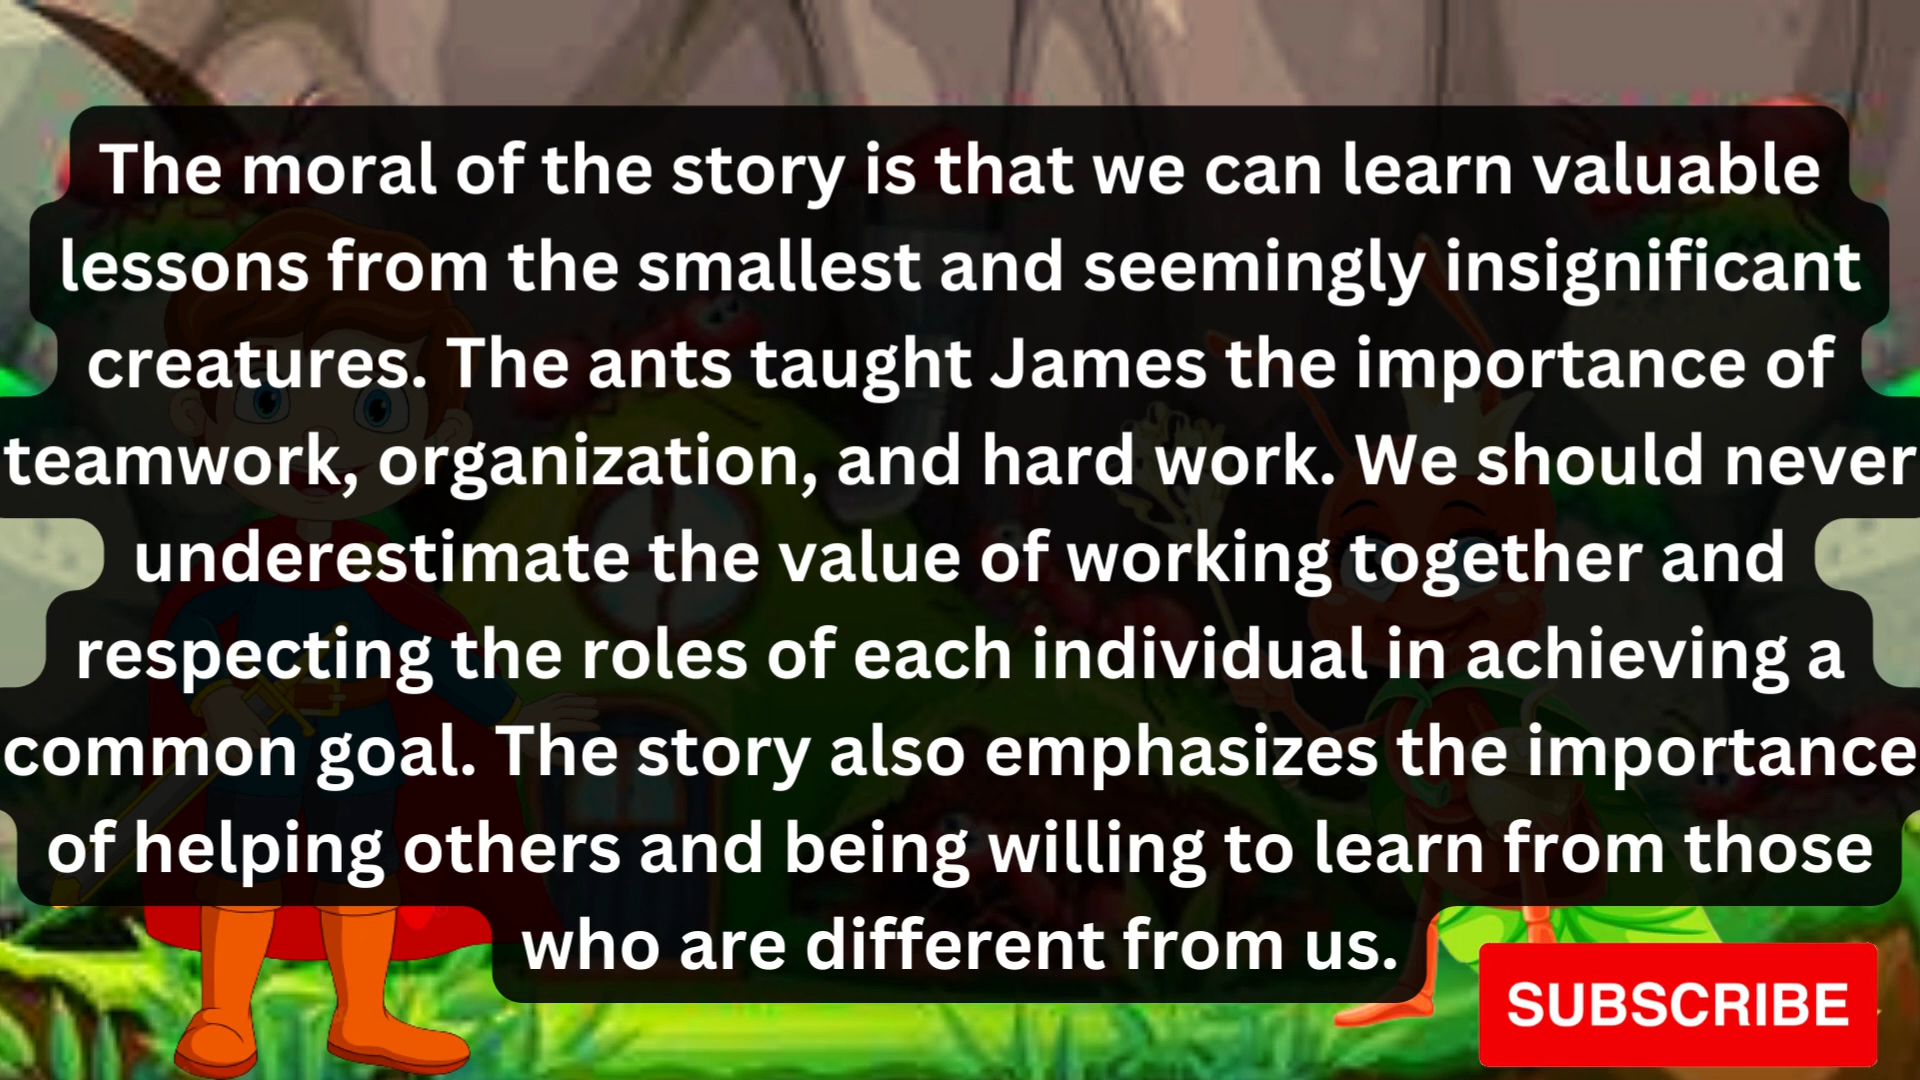 The moral of the story is that we can learn valuable
lessons from the smallest and seemingly insignificant
creatures. The ants taught James the importance of
teamwork, organization, and hard work. We should never
underestimate the value of working together and
respecting the roles of each individual in achieving a
common goal. The story also emphasizes the importance
of helping others and being willing to learn from those
who are different from us.
SUBSCRIBE